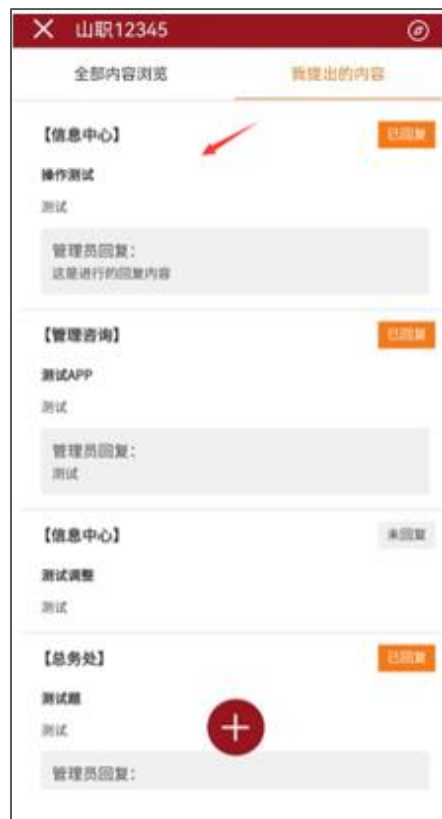 山职12345
全部内容浏览
我提出的内容
【信息中心】
已回复
操作测试
测试
管理员回复：
这是进行的回复内容
【管理咨询】
已回复
测试APP
测试
管理员回复：
测试
【信息中心】
未回复
测试调整
测试
【总务处】
已回复
测试题
测试
管理员回复：